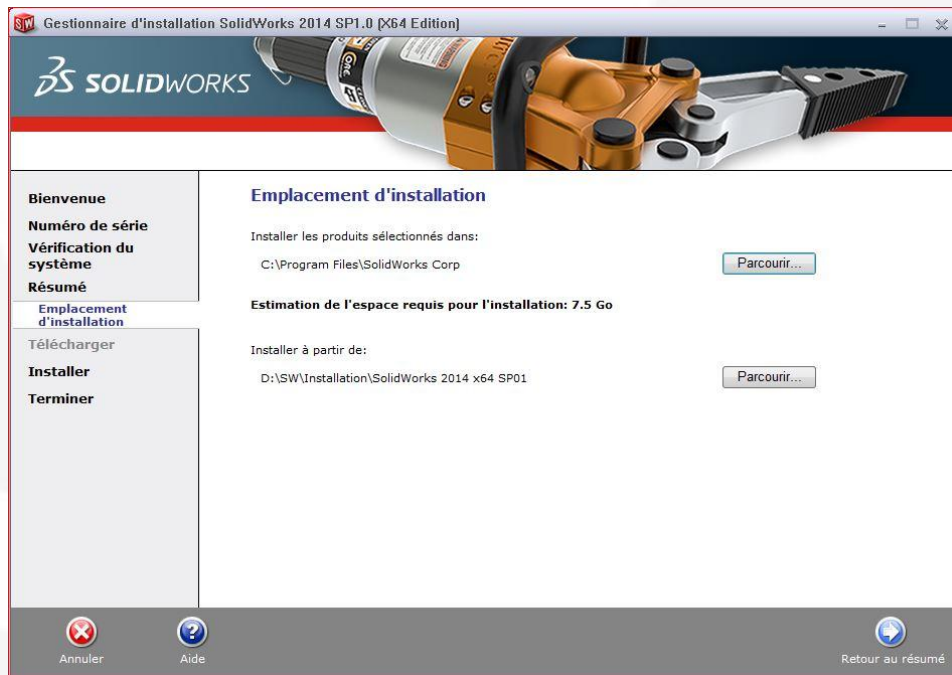 Gestionnaire d'installation SolidWorks 2014 SP1.0 (X64 Edition)
SOLIDWORKS
Bienvenue
Numéro de série
Vérification du
système
Résumé
Emplacement
d'installation
Télécharger
Installer
Terminer
Emplacement d'installation
Installer les produits sélectionnés dans:
C:\Program Files\SolidWorks Corp
Parcourir...
Estimation de l'espace requis pour l'installation: 7.5 Go
Installer à partir de:
D:\SW\Installation\SolidWorks 2014 x64 SP01
Parcourir...
Annuler
Aide
Retour au résumé